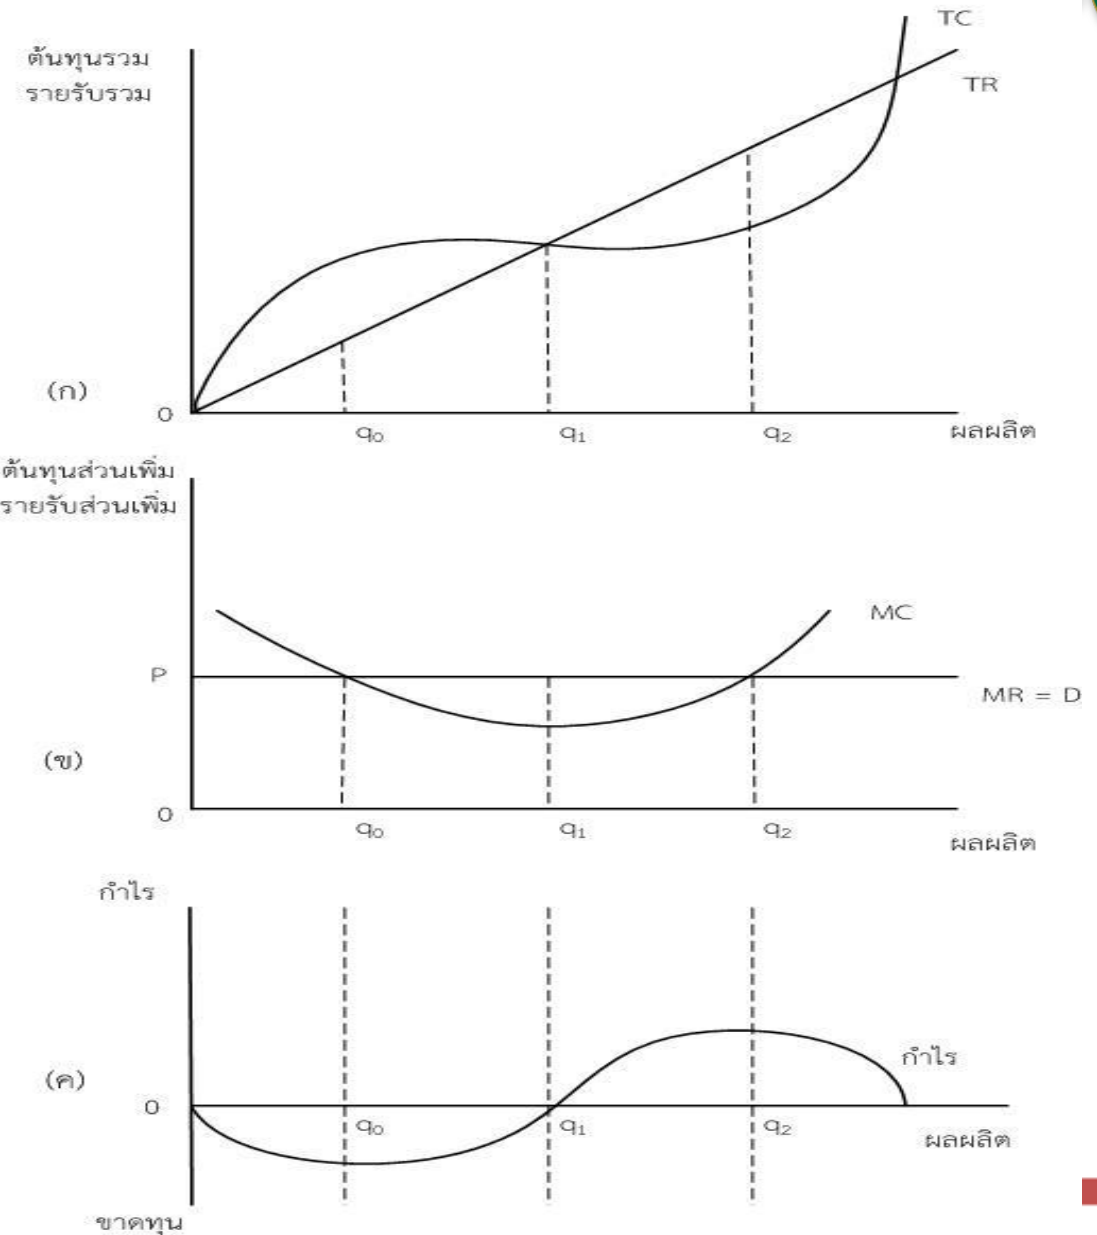 TC
ต้นทุนรวม
รายรับรวม
TR
(ก)
0
q₀
q₁
q₂
ผลผลิต
ต้นทุนส่วนเพิ่ม
รายรับส่วนเพิ่ม
MC
P
MR = D
(ข)
0
q₀
q₁
q₂
ผลผลิต
กำไร
กำไร
(ค)
0
q₀
q₁
q₂
ผลผลิต
ขาดทุน